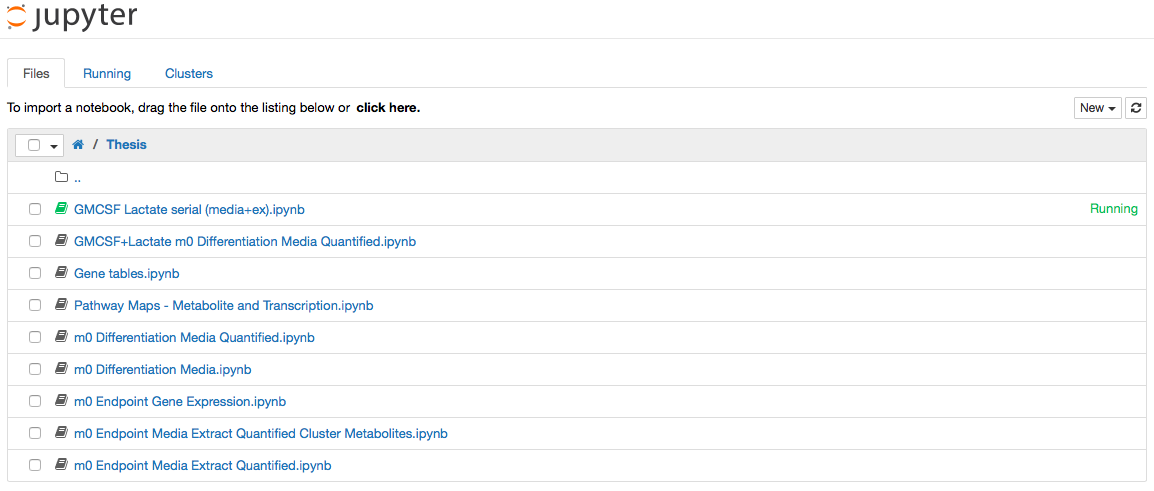 jupyter
Files Running Clusters
To import a notebook, drag the file onto the listing below or click here.
New
/ Thesis
..
GMCSF Lactate serial (media+ex).ipynb Running
GMCSF+Lactate m0 Differentiation Media Quantified.ipynb
Gene tables.ipynb
Pathway Maps - Metabolite and Transcription.ipynb
m0 Differentiation Media Quantified.ipynb
m0 Differentiation Media.ipynb
m0 Endpoint Gene Expression.ipynb
m0 Endpoint Media Extract Quantified Cluster Metabolites.ipynb
m0 Endpoint Media Extract Quantified.ipynb